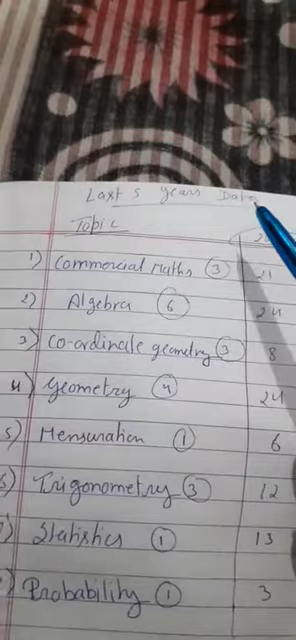 Last 5 years Data
Topic
1) Commercial Maths ③ 21
2) Algebra ⑥ 24
3) Co-ordinate geometry ③ 8
4) Geometry ④ 24
5) Mensuration ① 6
6) Trigonometry ③ 12
7) Statistics ① 13
Probability ① 3